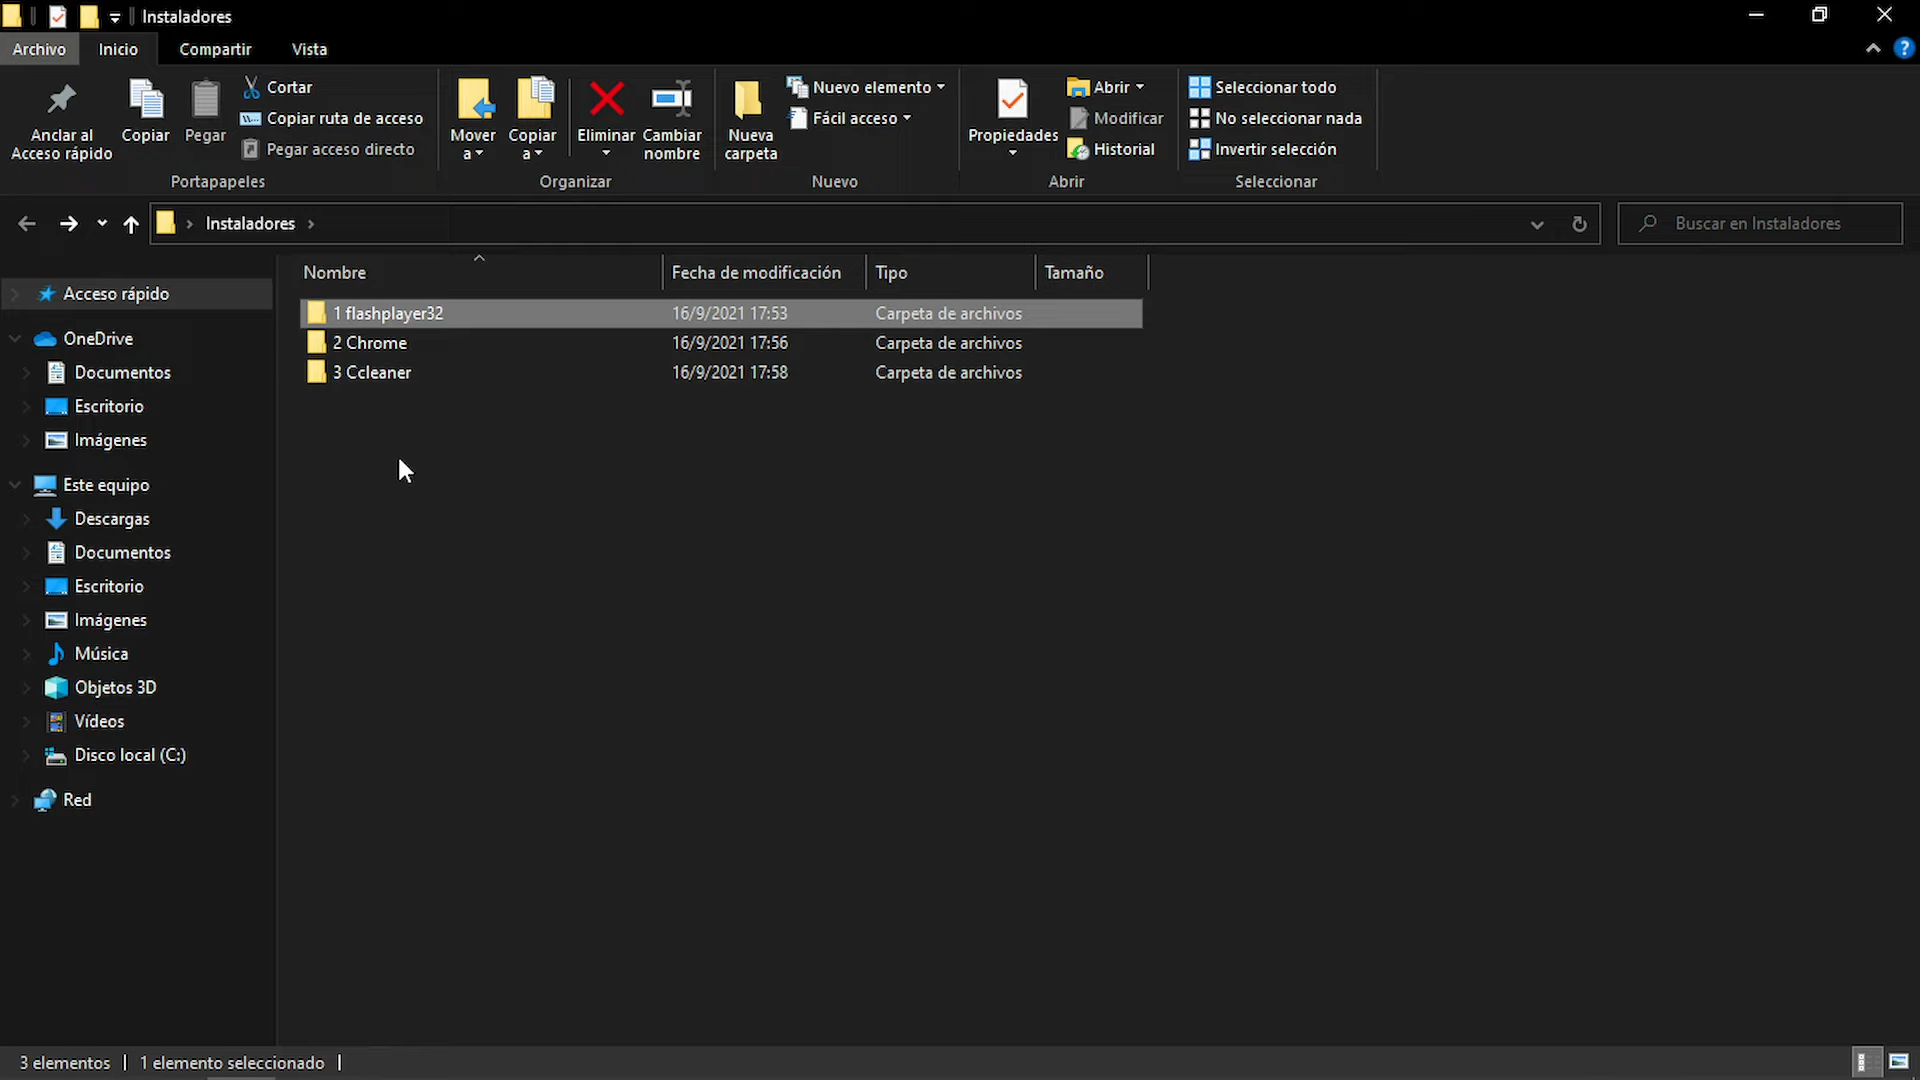 Instaladores
Archivo Inicio Compartir Vista
Anclar al
Acceso rápido
Copiar
Pegar
Cortar
Copiar ruta de acceso
Pegar acceso directo
Portapapeles
Mover
a
Copiar
a
Eliminar
Cambiar
nombre
Organizar
Nueva
carpeta
Nuevo elemento
Fácil acceso
Nuevo
Propiedades
Abrir
Modificar
Historial
Abrir
Seleccionar todo
No seleccionar nada
Invertir selección
Seleccionar
Instaladores
Buscar en Instaladores
Acceso rápido
OneDrive
Documentos
Escritorio
Imágenes
Este equipo
Descargas
Documentos
Escritorio
Imágenes
Música
Objetos 3D
Vídeos
Disco local (C:)
Red
Nombre Fecha de modificación Tipo Tamaño
1 flashplayer32 16/9/2021 17:53 Carpeta de archivos
2 Chrome 16/9/2021 17:56 Carpeta de archivos
3 Ccleaner 16/9/2021 17:58 Carpeta de archivos
3 elementos 1 elemento seleccionado